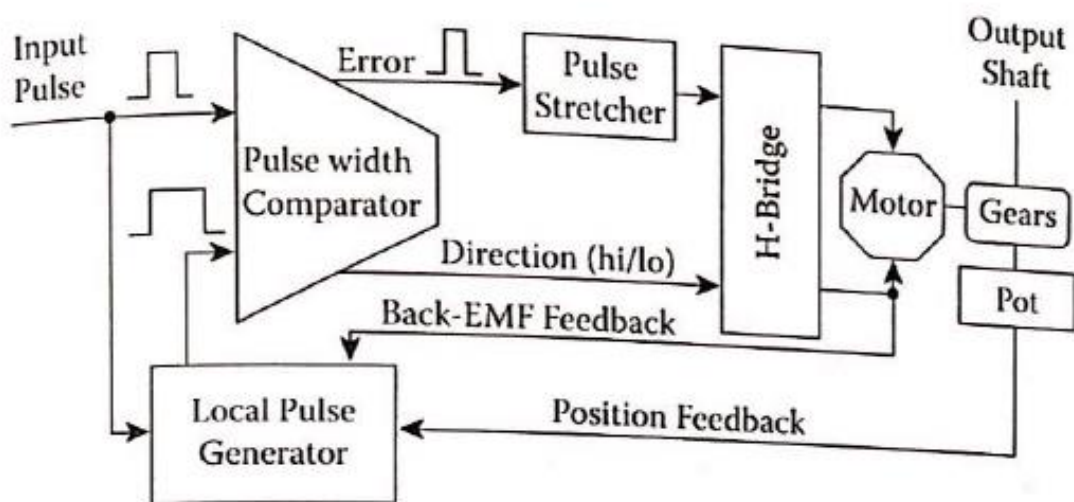 Input
Pulse
Error
Pulse
Stretcher
Output
Shaft
Pulse width
Comparator
H-Bridge
Motor
Gears
Direction (hi/lo)
Pot
Back-EMF Feedback
Local Pulse
Generator
Position Feedback